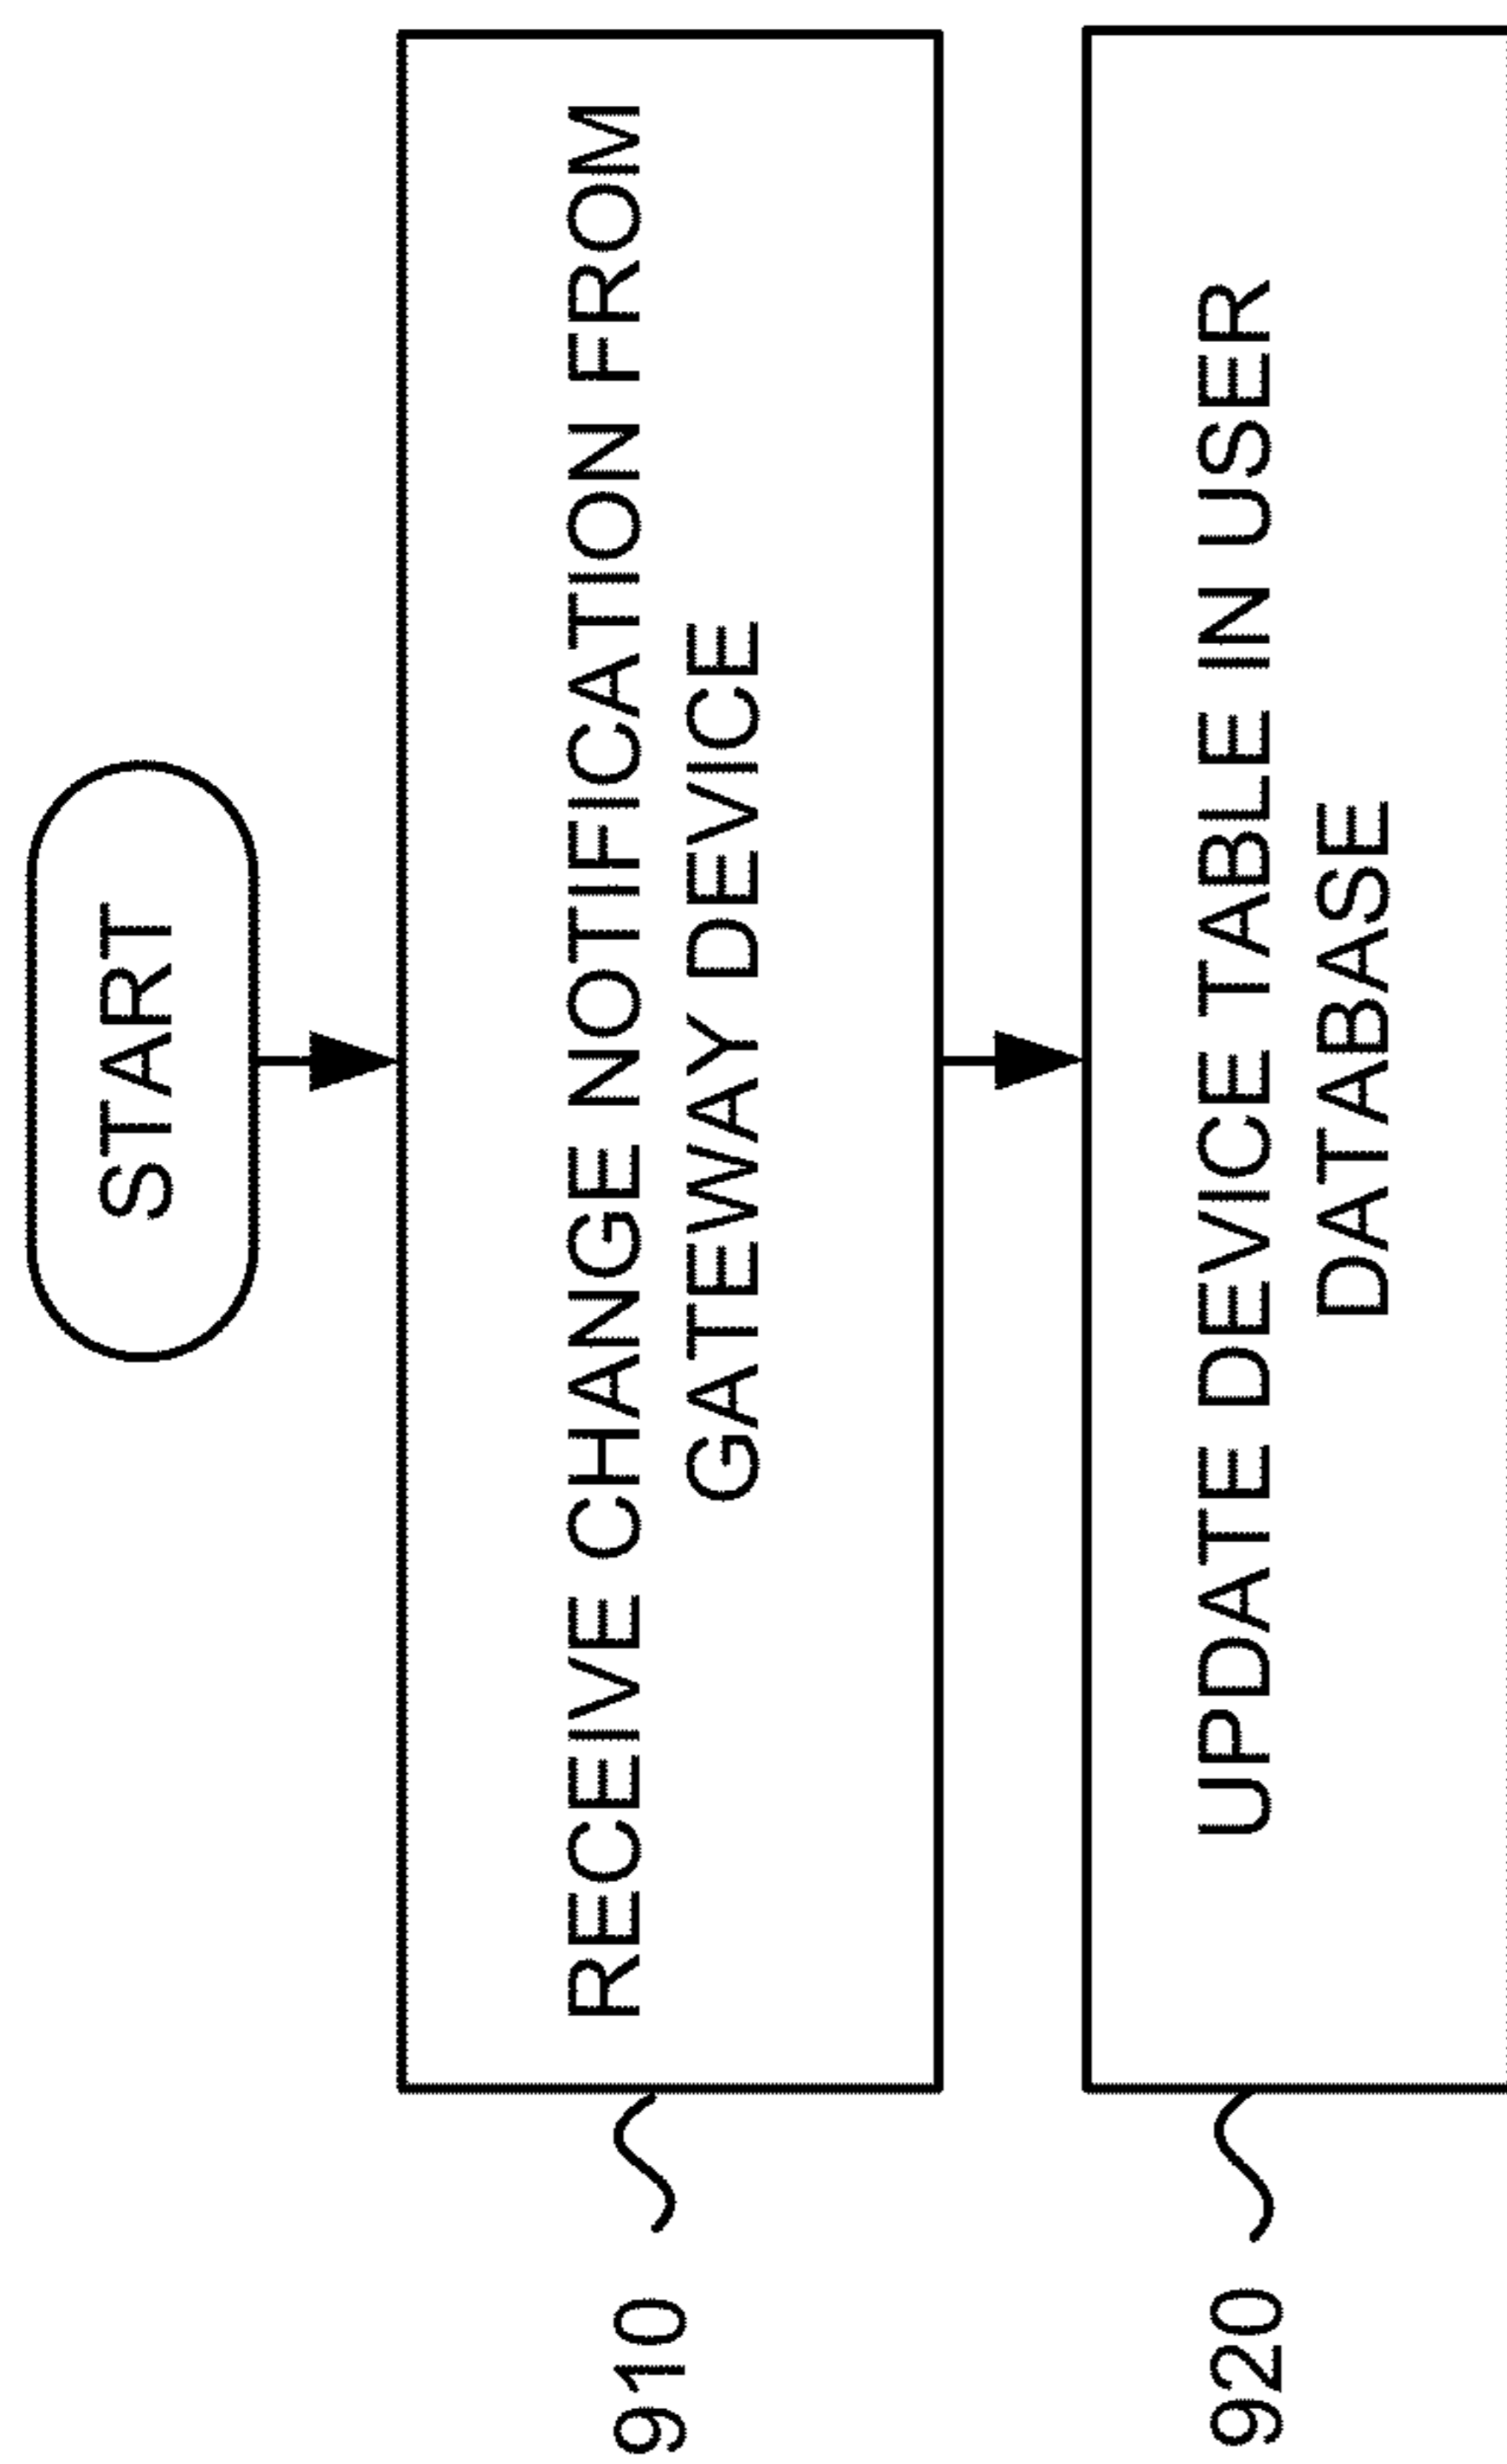 START
RECEIVE CHANGE NOTIFICATION FROM
GATEWAY DEVICE
910
UPDATE DEVICE TABLE IN USER
DATABASE
920